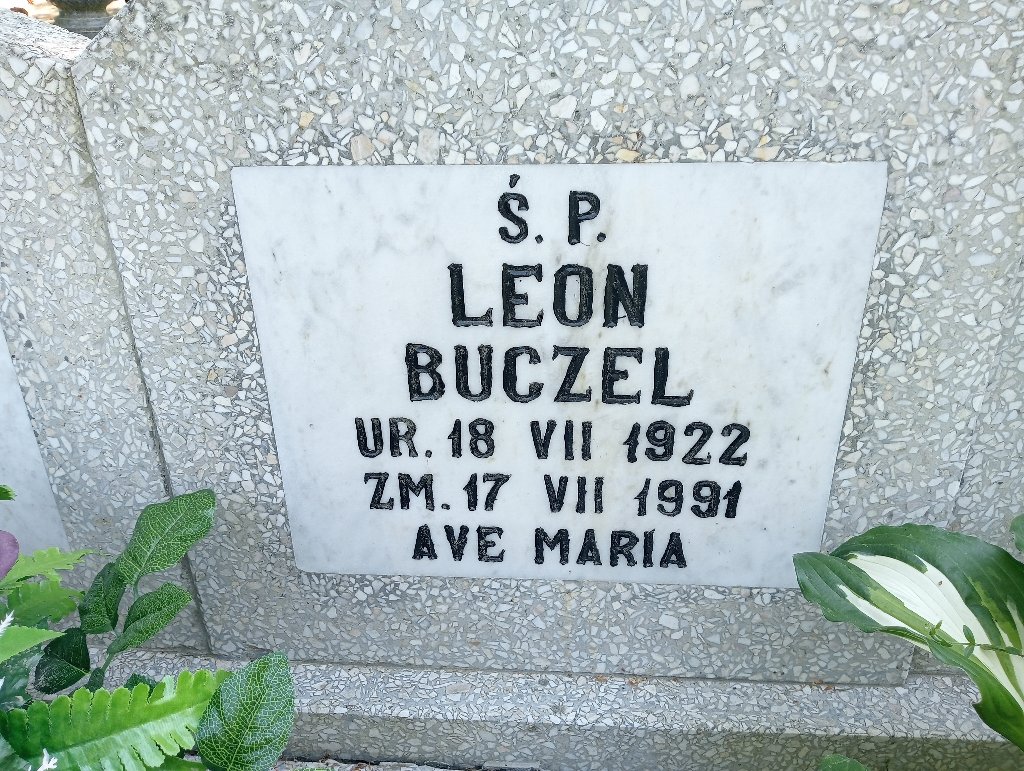 Ś. P.
LEON
BUCZEL
UR. 18 VII 1922
ZM. 17 VII 1991
AVE MARIA